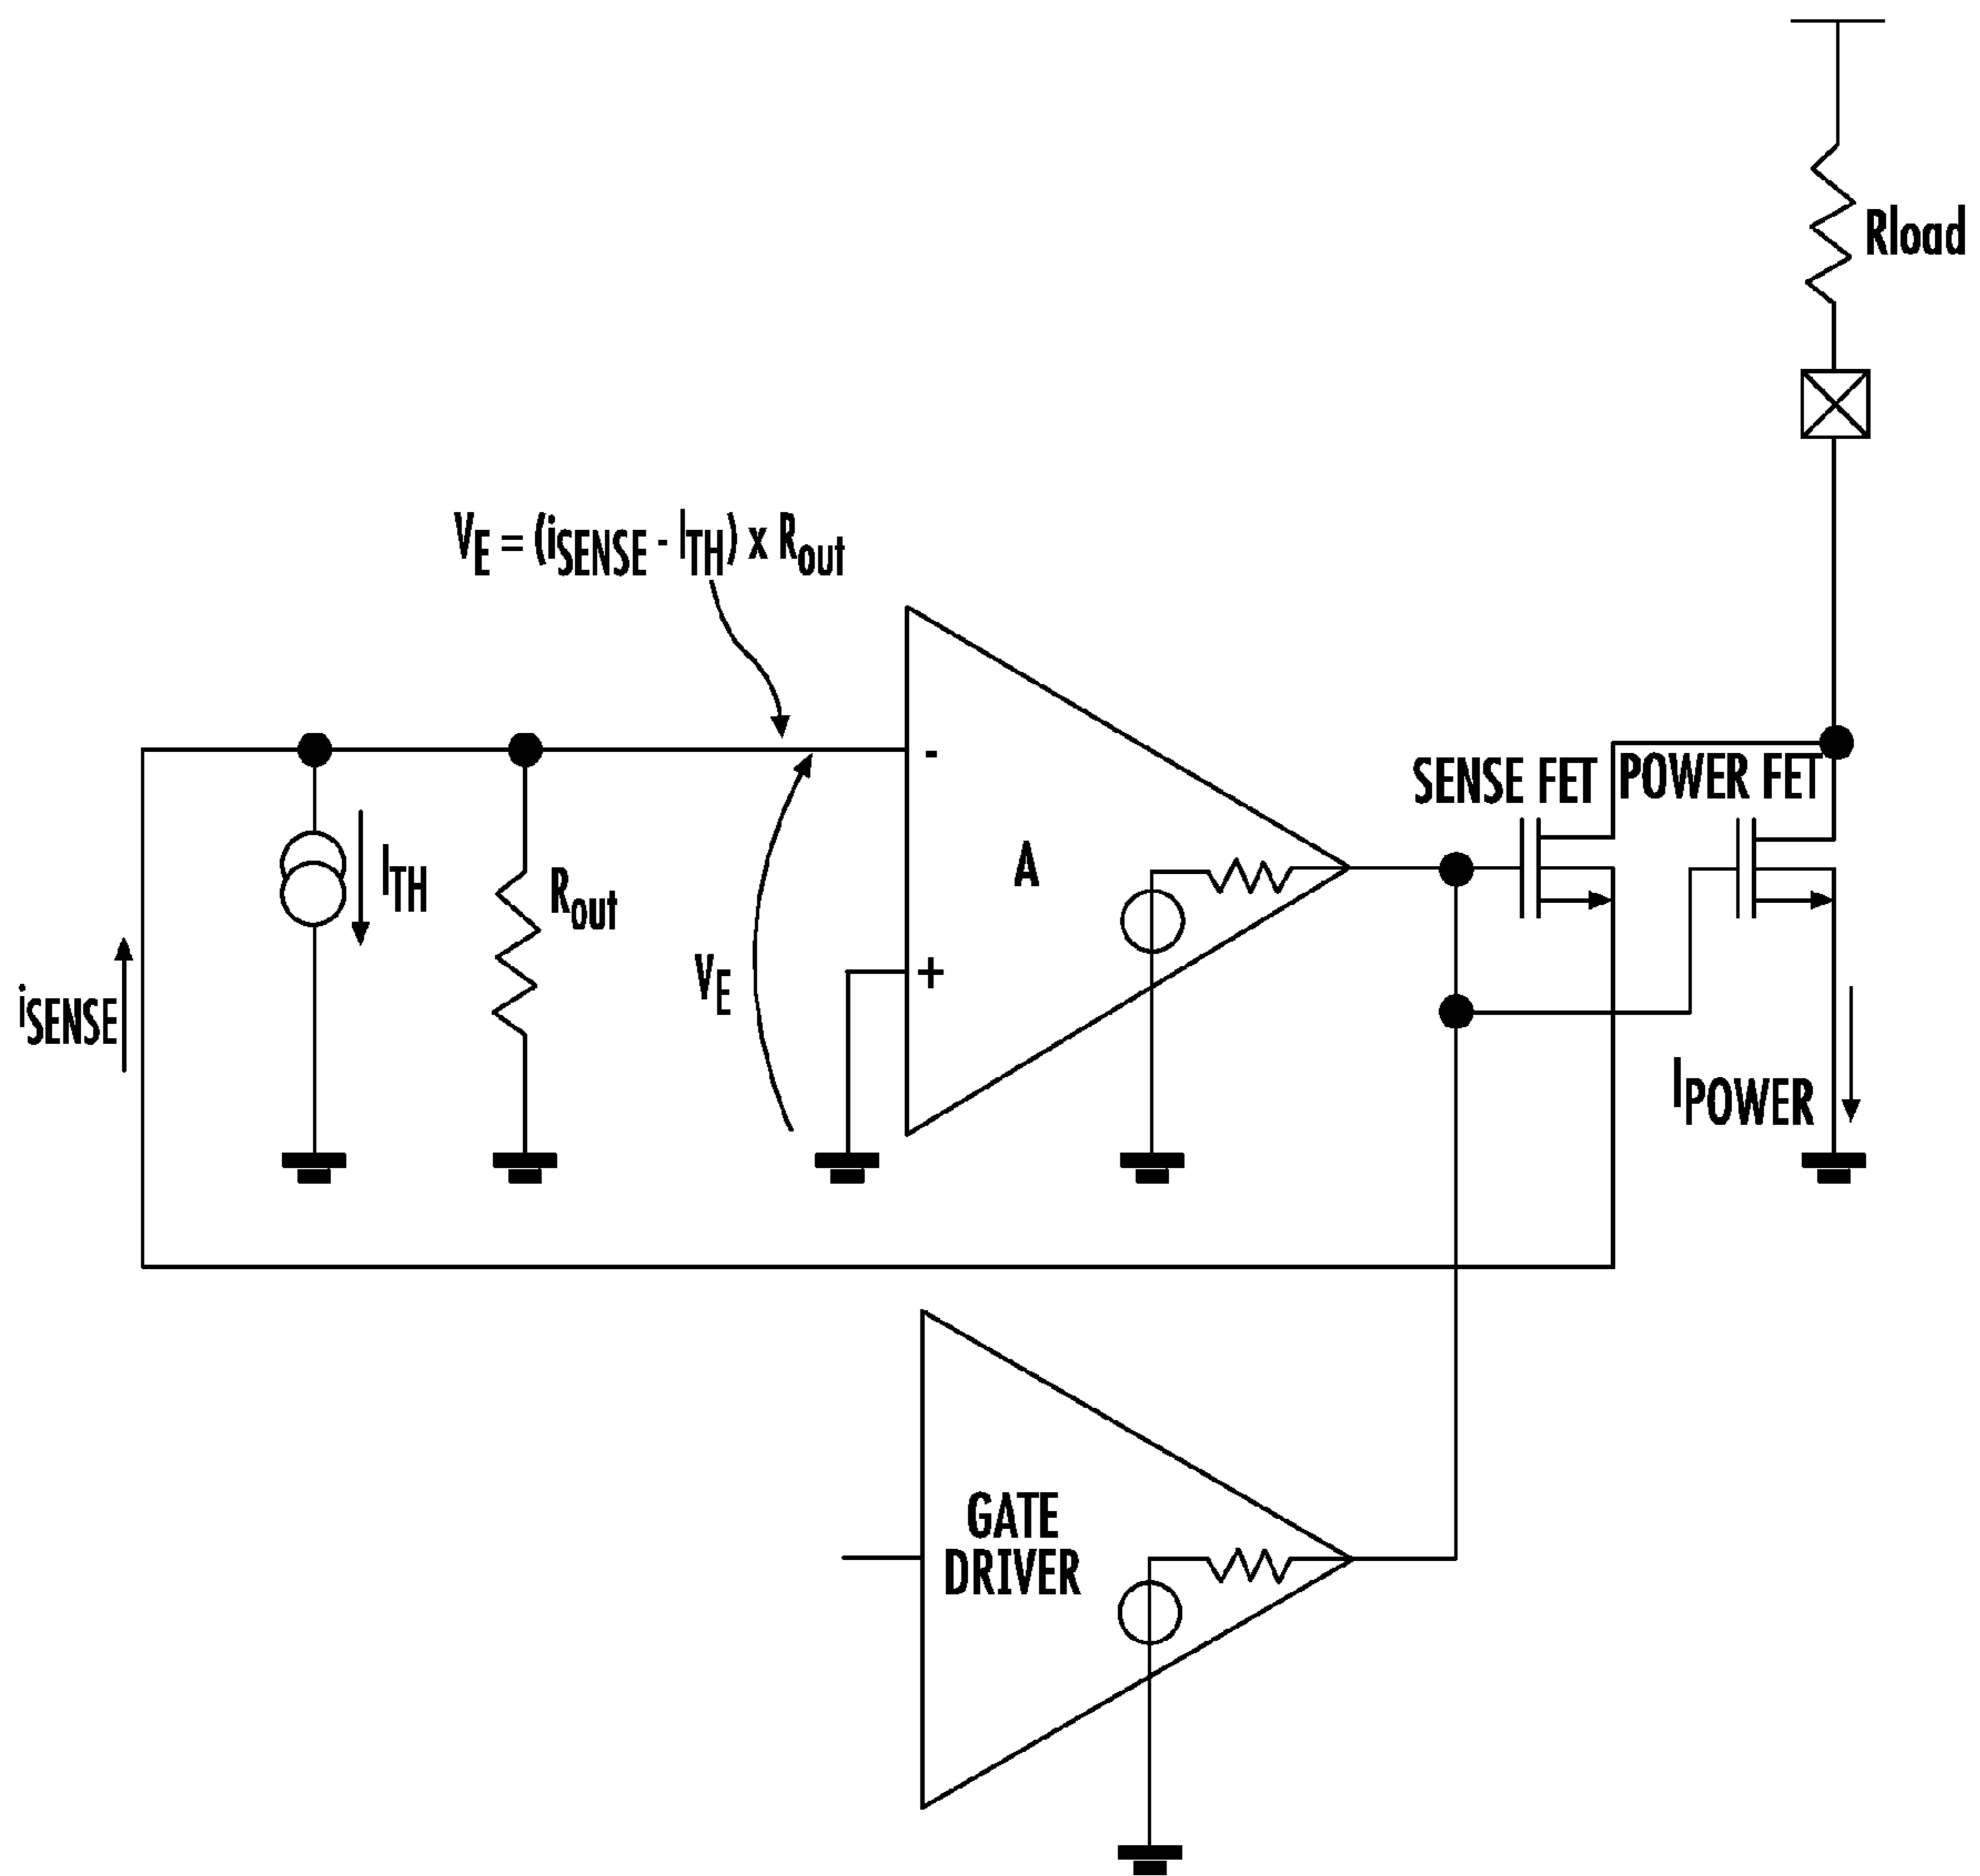 Rload
VE = (iSENSE - ITH) x Rout
SENSE FET
POWER FET
-
A
ITH
Rout
VE
+
iSENSE
IPOWER
GATE
DRIVER